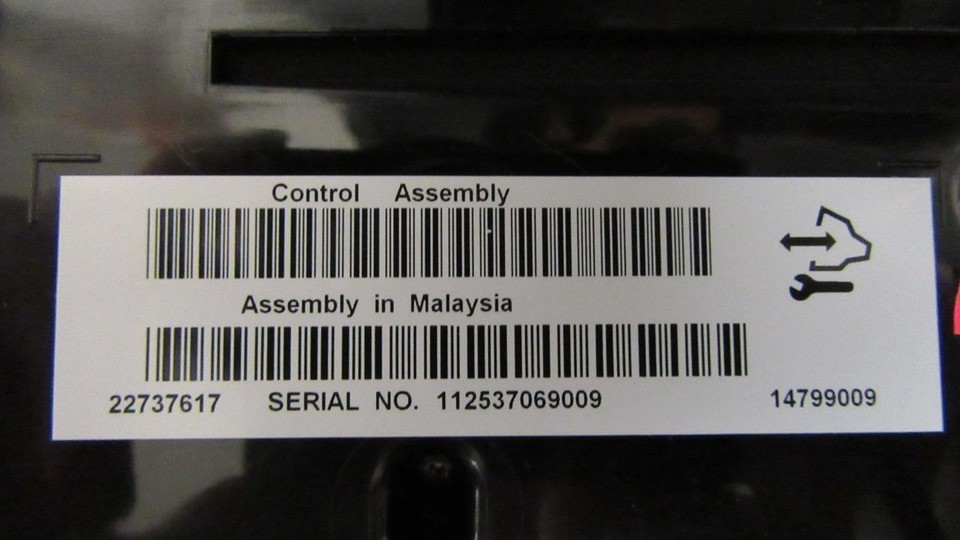 Control Assembly
Assembly in Malaysia
22737617 SERIAL NO. 112537069009 14799009